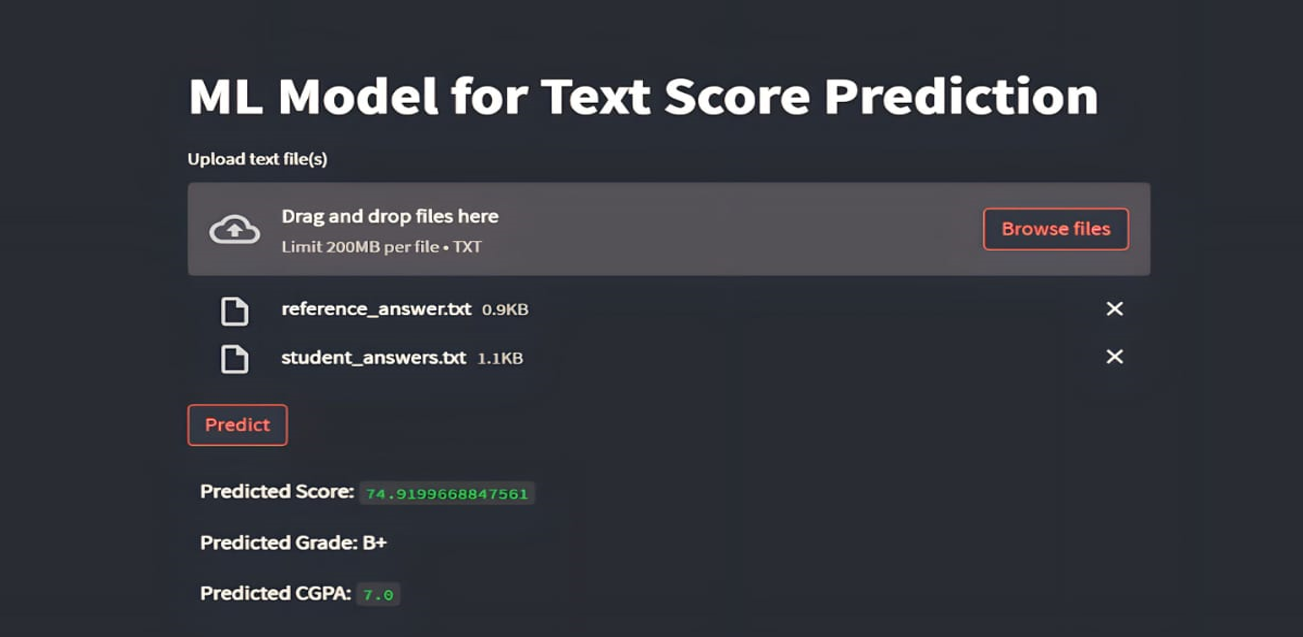 ML Model for Text Score Prediction
Upload text file(s)
Drag and drop files here
Limit 200MB per file • TXT
Browse files
reference_answer.txt 0.9KB
student_answers.txt 1.1KB
Predict
Predicted Score: 74.9199668847561
Predicted Grade: B+
Predicted CGPA: 7.0